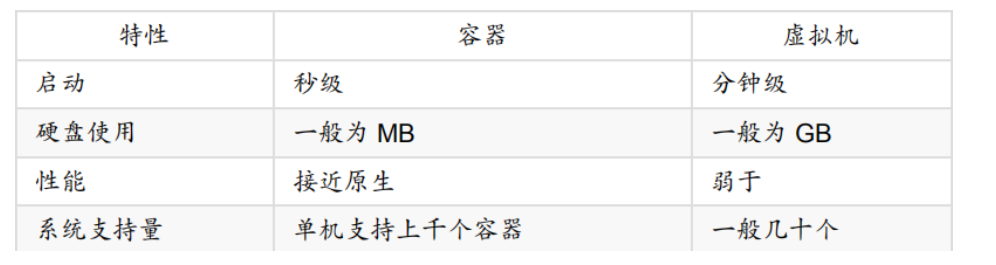 特性 容器 虚拟机
启动 秒级 分钟级
硬盘使用 一般为 MB 一般为 GB
性能 接近原生 弱于
系统支持量 单机支持上千个容器 一般几十个